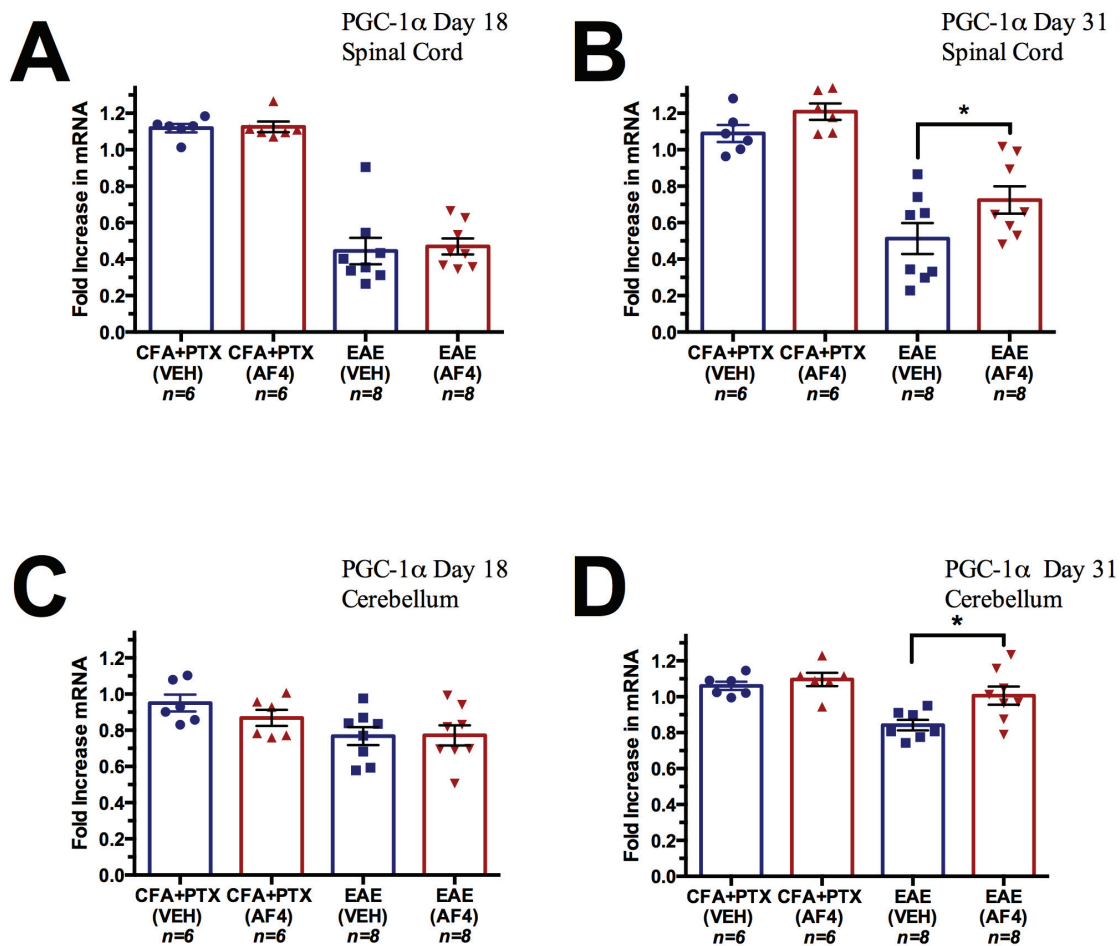 A
PGC-1α Day 18
Spinal Cord
Fold Increase in mRNA
1.2
1.0
0.8
0.6
0.4
0.2
0.0
CFA+PTX CFA+PTX EAE EAE
(VEH) (AF4) (VEH) (AF4)
n=6 n=6 n=8 n=8
B
PGC-1α Day 31
Spinal Cord
Fold Increase in mRNA
*
1.2
1.0
0.8
0.6
0.4
0.2
0.0
CFA+PTX CFA+PTX EAE EAE
(VEH) (AF4) (VEH) (AF4)
n=6 n=6 n=8 n=8
C
PGC-1α Day 18
Cerebellum
Fold Increase mRNA
1.2
1.0
0.8
0.6
0.4
0.2
0.0
CFA+PTX CFA+PTX EAE EAE
(VEH) (AF4) (VEH) (AF4)
n=6 n=6 n=8 n=8
D
PGC-1α Day 31
Cerebellum
Fold Increase in mRNA
*
1.2
1.0
0.8
0.6
0.4
0.2
0.0
CFA+PTX CFA+PTX EAE EAE
(VEH) (AF4) (VEH) (AF4)
n=6 n=6 n=8 n=8